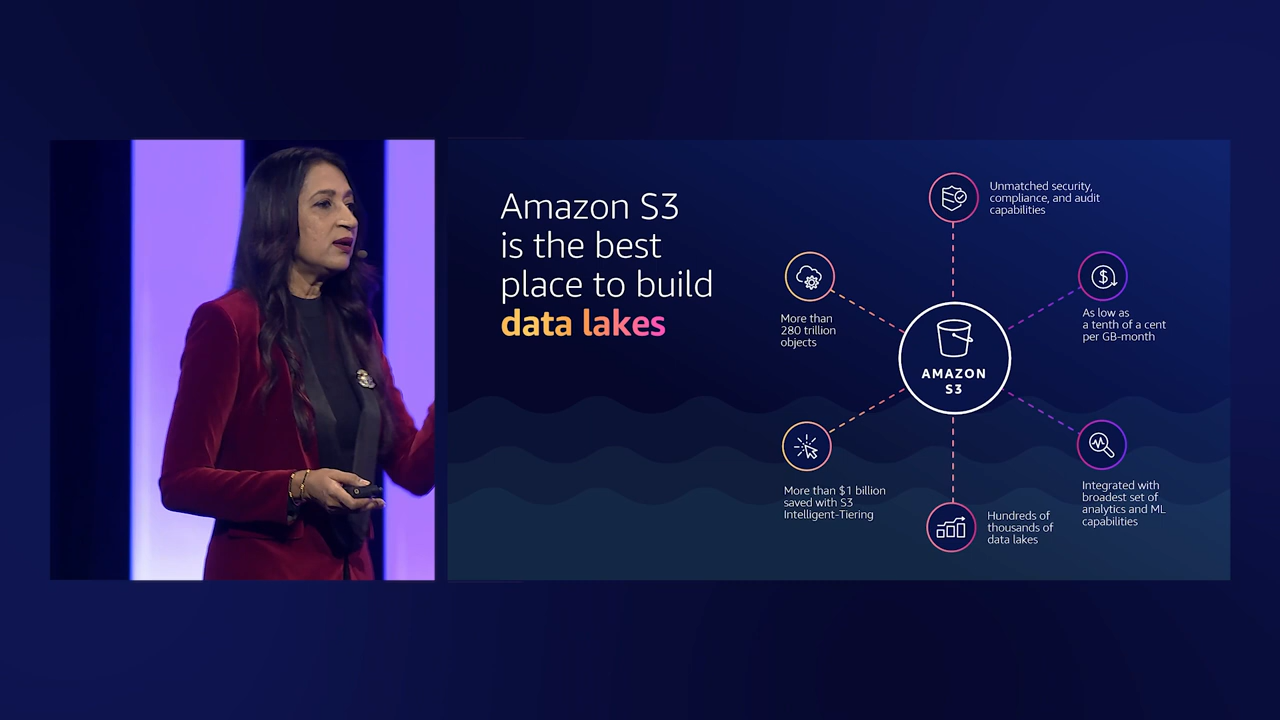 Amazon S3
is the best
place to build
data lakes
Unmatched security,
compliance, and audit
capabilities
More than
280 trillion
objects
As low as
a tenth of a cent
per GB-month
AMAZON
S3
More than $1 billion
saved with S3
Intelligent-Tiering
Hundreds of
thousands of
data lakes
Integrated with
broadest set of
analytics and ML
capabilities